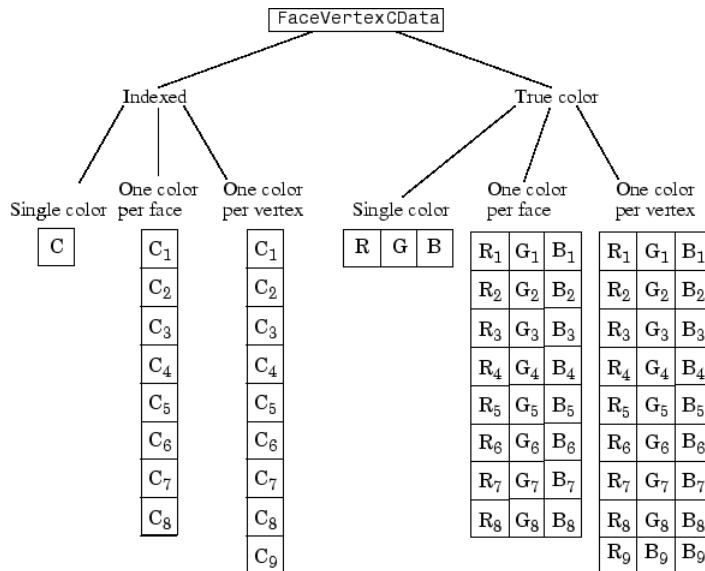 FaceVertexCData
Indexed
True color
Single color
One color
per face
One color
per vertex
Single color
One color
per face
One color
per vertex
C
C1
C2
C3
C4
C5
C6
C7
C8
C1
C2
C3
C4
C5
C6
C7
C8
C9
R G B
R1 G1 B1
R2 G2 B2
R3 G3 B3
R4 G4 B4
R5 G5 B5
R6 G6 B6
R7 G7 B7
R8 G8 B8
R1 G1 B1
R2 G2 B2
R3 G3 B3
R4 G4 B4
R5 G5 B5
R6 G6 B6
R7 G7 B7
R8 G8 B8
R9 B9 B9